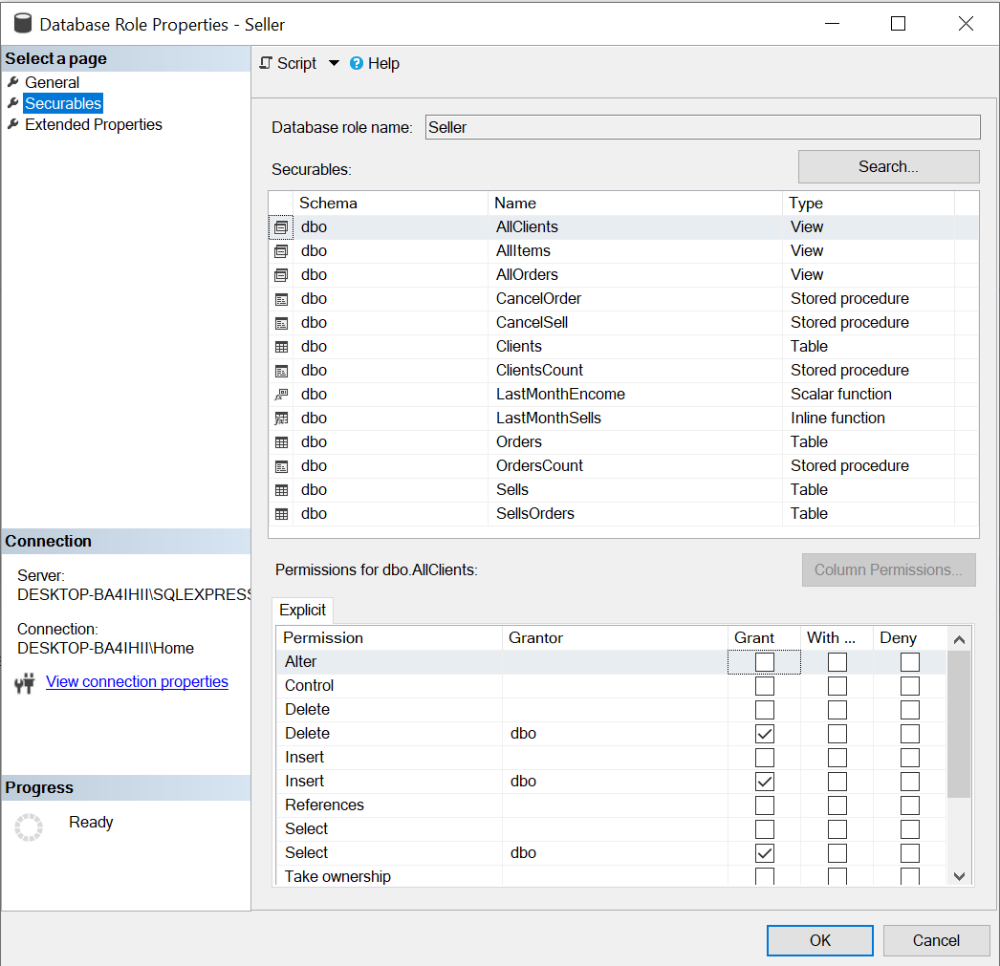 Database Role Properties - Seller
Select a page
General
Securables
Extended Properties
Script Help
Database role name: Seller
Securables: Search...
Schema Name Type
dbo AllClients View
dbo AllItems View
dbo AllOrders View
dbo CancelOrder Stored procedure
dbo CancelSell Stored procedure
dbo Clients Table
dbo ClientsCount Stored procedure
dbo LastMonthEncome Scalar function
dbo LastMonthSells Inline function
dbo Orders Table
dbo OrdersCount Stored procedure
dbo Sells Table
dbo SellsOrders Table
Connection
Server:
DESKTOP-BA4IHII\SQLEXPRESS
Connection:
DESKTOP-BA4IHII\Home
View connection properties
Progress
Ready
Permissions for dbo.AllClients: Column Permissions...
Explicit
Permission Grantor Grant With ... Deny
Alter
Control
Delete
Delete dbo
Insert
Insert dbo
References
Select
Select dbo
Take ownership
OK Cancel